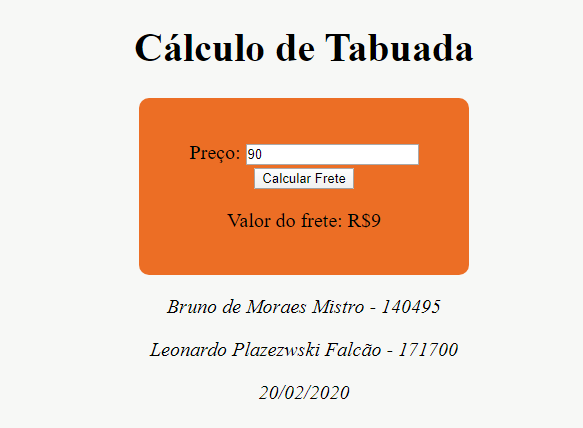 Cálculo de Tabuada
Preço: 90
Calcular Frete
Valor do frete: R$9
Bruno de Moraes Mistro - 140495
Leonardo Plazezwski Falcão - 171700
20/02/2020